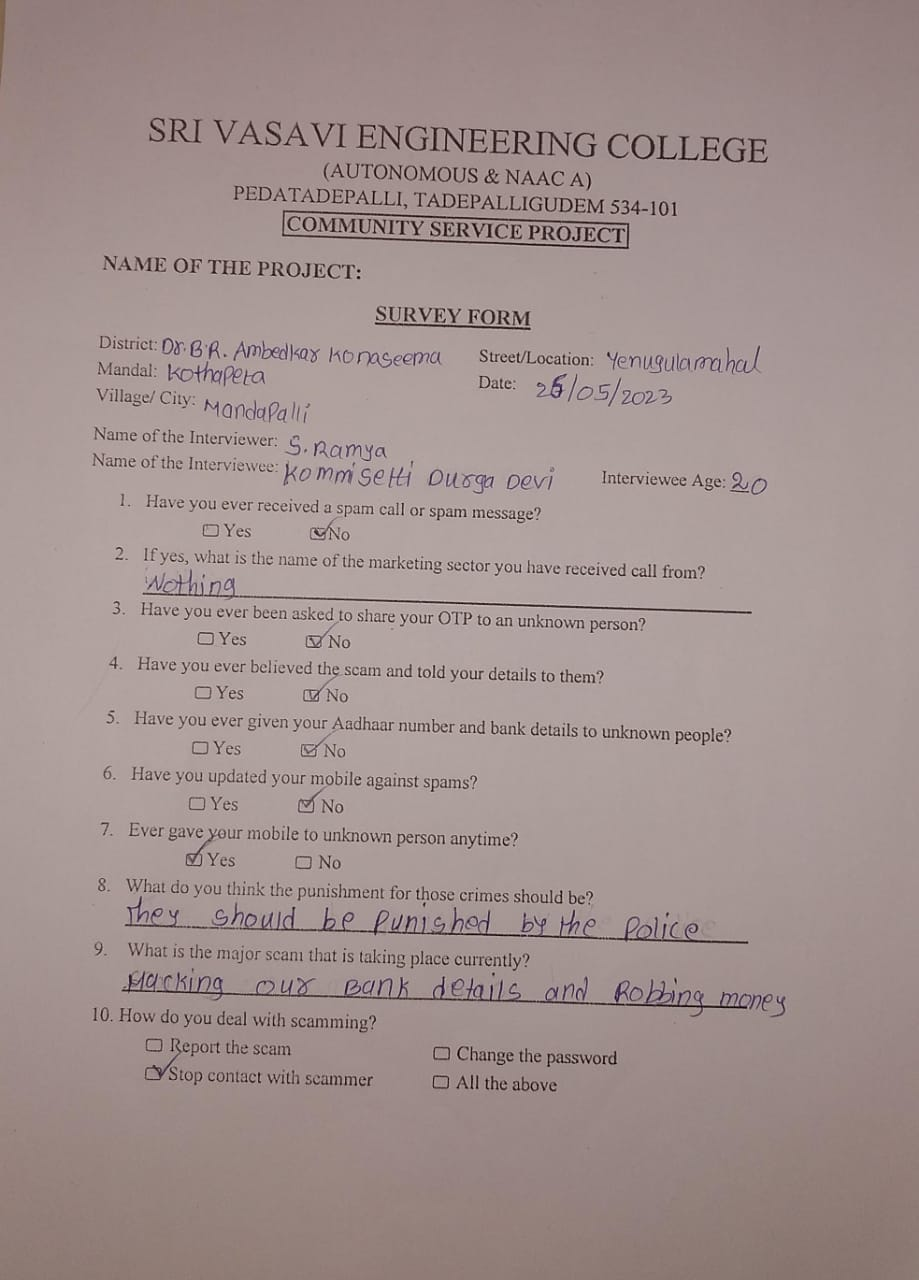 SRI VASAVI ENGINEERING COLLEGE
(AUTONOMOUS & NAAC A)
PEDATADEPALLI, TADEPALLIGUDEM 534-101
COMMUNITY SERVICE PROJECT
NAME OF THE PROJECT:
SURVEY FORM
District: Dr.B.R. Ambedkar Konaseema Street/Location: Yenugulamahal
Mandal: Kothapeta Date: 25/05/2023
Village/ City: Mandapalli
Name of the Interviewer: S. Ramya
Name of the Interviewee: Kommisetti Durga Devi Interviewee Age: 20
1. Have you ever received a spam call or spam message?
☐ Yes ☑ No
2. If yes, what is the name of the marketing sector you have received call from?
Nothing
3. Have you ever been asked to share your OTP to an unknown person?
☐ Yes ☑ No
4. Have you ever believed the scam and told your details to them?
☐ Yes ☑ No
5. Have you ever given your Aadhaar number and bank details to unknown people?
☐ Yes ☑ No
6. Have you updated your mobile against spams?
☐ Yes ☑ No
7. Ever gave your mobile to unknown person anytime?
☑ Yes ☐ No
8. What do you think the punishment for those crimes should be?
They should be Punished by the Police
9. What is the major scam that is taking place currently?
Hacking our Bank details and Robbing money
10. How do you deal with scamming?
☐ Report the scam ☐ Change the password
☑ Stop contact with scammer ☐ All the above